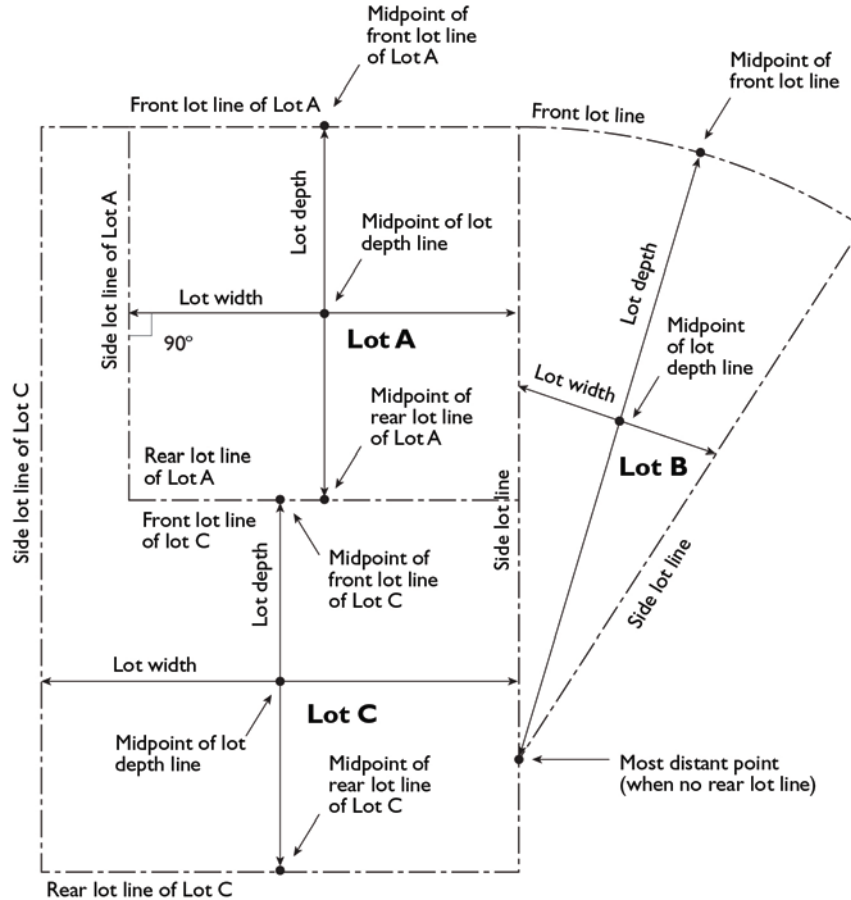 Midpoint of
front lot line
of Lot A
Midpoint of
front lot line
Front lot line of Lot A
Front lot line
Side lot line of Lot A
Lot depth
Midpoint of lot
depth line
Lot depth
Lot width
90°
Lot A
Midpoint
of lot
depth line
Lot width
Side lot line of Lot C
Midpoint of
rear lot line
of Lot A
Lot B
Rear lot line
of Lot A
Front lot line
of lot C
Side lot line
Lot depth
Midpoint of
front lot line
of Lot C
Side lot line
Lot width
Lot C
Midpoint of lot
depth line
Midpoint of
rear lot line
of Lot C
Most distant point
(when no rear lot line)
Rear lot line of Lot C